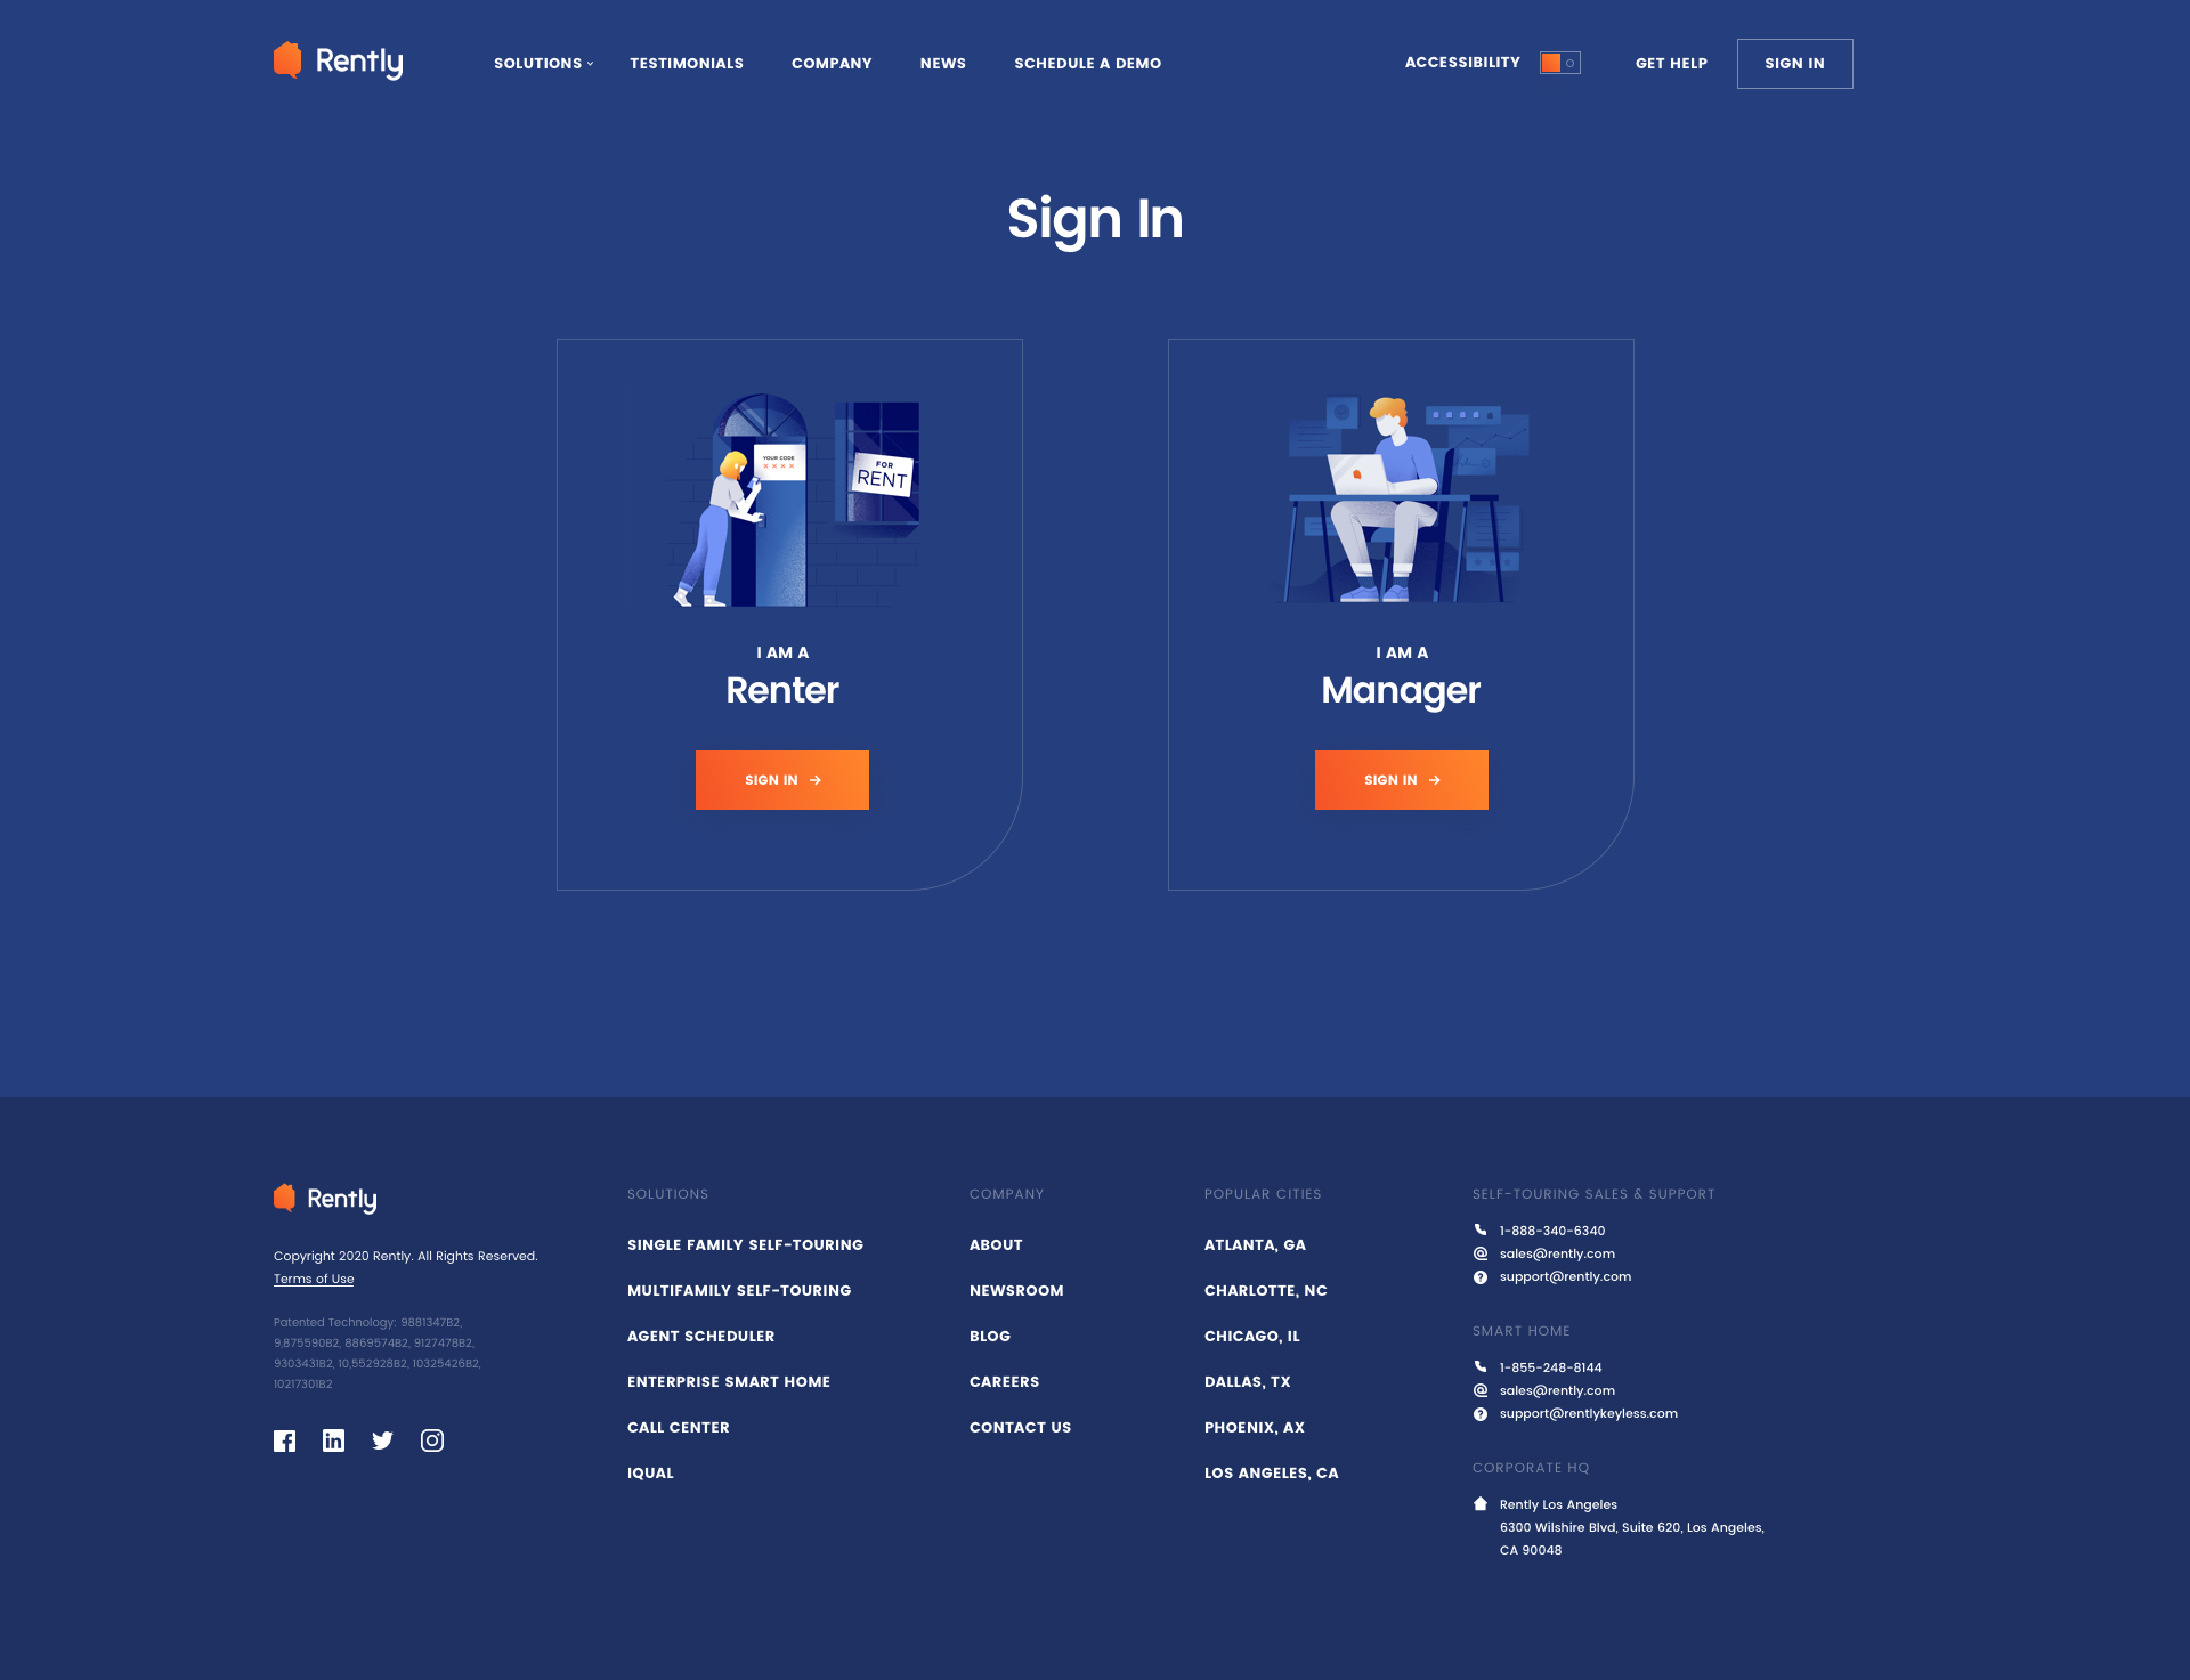 Rently
SOLUTIONS
TESTIMONIALS
COMPANY
NEWS
SCHEDULE A DEMO
ACCESSIBILITY
GET HELP
SIGN IN
Sign In
YOUR CODE
××××
FOR
RENT
I AM A
Renter
SIGN IN →
I AM A
Manager
SIGN IN →
Rently
Copyright 2020 Rently. All Rights Reserved.
Terms of Use
Patented Technology: 9881347B2,
9,875590B2, 8869574B2, 9127478B2,
9303431B2, 10,552928B2, 10325426B2,
10217301B2
SOLUTIONS
SINGLE FAMILY SELF-TOURING
MULTIFAMILY SELF-TOURING
AGENT SCHEDULER
ENTERPRISE SMART HOME
CALL CENTER
IQUAL
COMPANY
ABOUT
NEWSROOM
BLOG
CAREERS
CONTACT US
POPULAR CITIES
ATLANTA, GA
CHARLOTTE, NC
CHICAGO, IL
DALLAS, TX
PHOENIX, AX
LOS ANGELES, CA
SELF-TOURING SALES & SUPPORT
1-888-340-6340
sales@rently.com
support@rently.com
SMART HOME
1-855-248-8144
sales@rently.com
support@rentlykeyless.com
CORPORATE HQ
Rently Los Angeles
6300 Wilshire Blvd, Suite 620, Los Angeles,
CA 90048